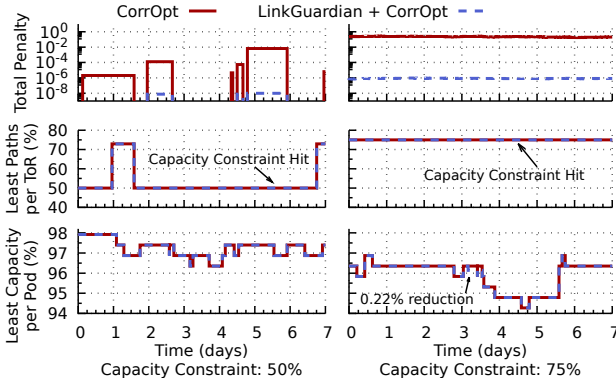 CorrOpt
LinkGuardian + CorrOpt
Total Penalty
10^0
10^-2
10^-4
10^-6
10^-8
Least Paths
per ToR (%)
80
70
60
50
40
Capacity Constraint Hit
Capacity Constraint Hit
Least Capacity
per Pod (%)
98
97
96
95
94
0.22% reduction
0 1 2 3 4 5 6 7
0 1 2 3 4 5 6 7
Time (days)
Time (days)
Capacity Constraint: 50%
Capacity Constraint: 75%